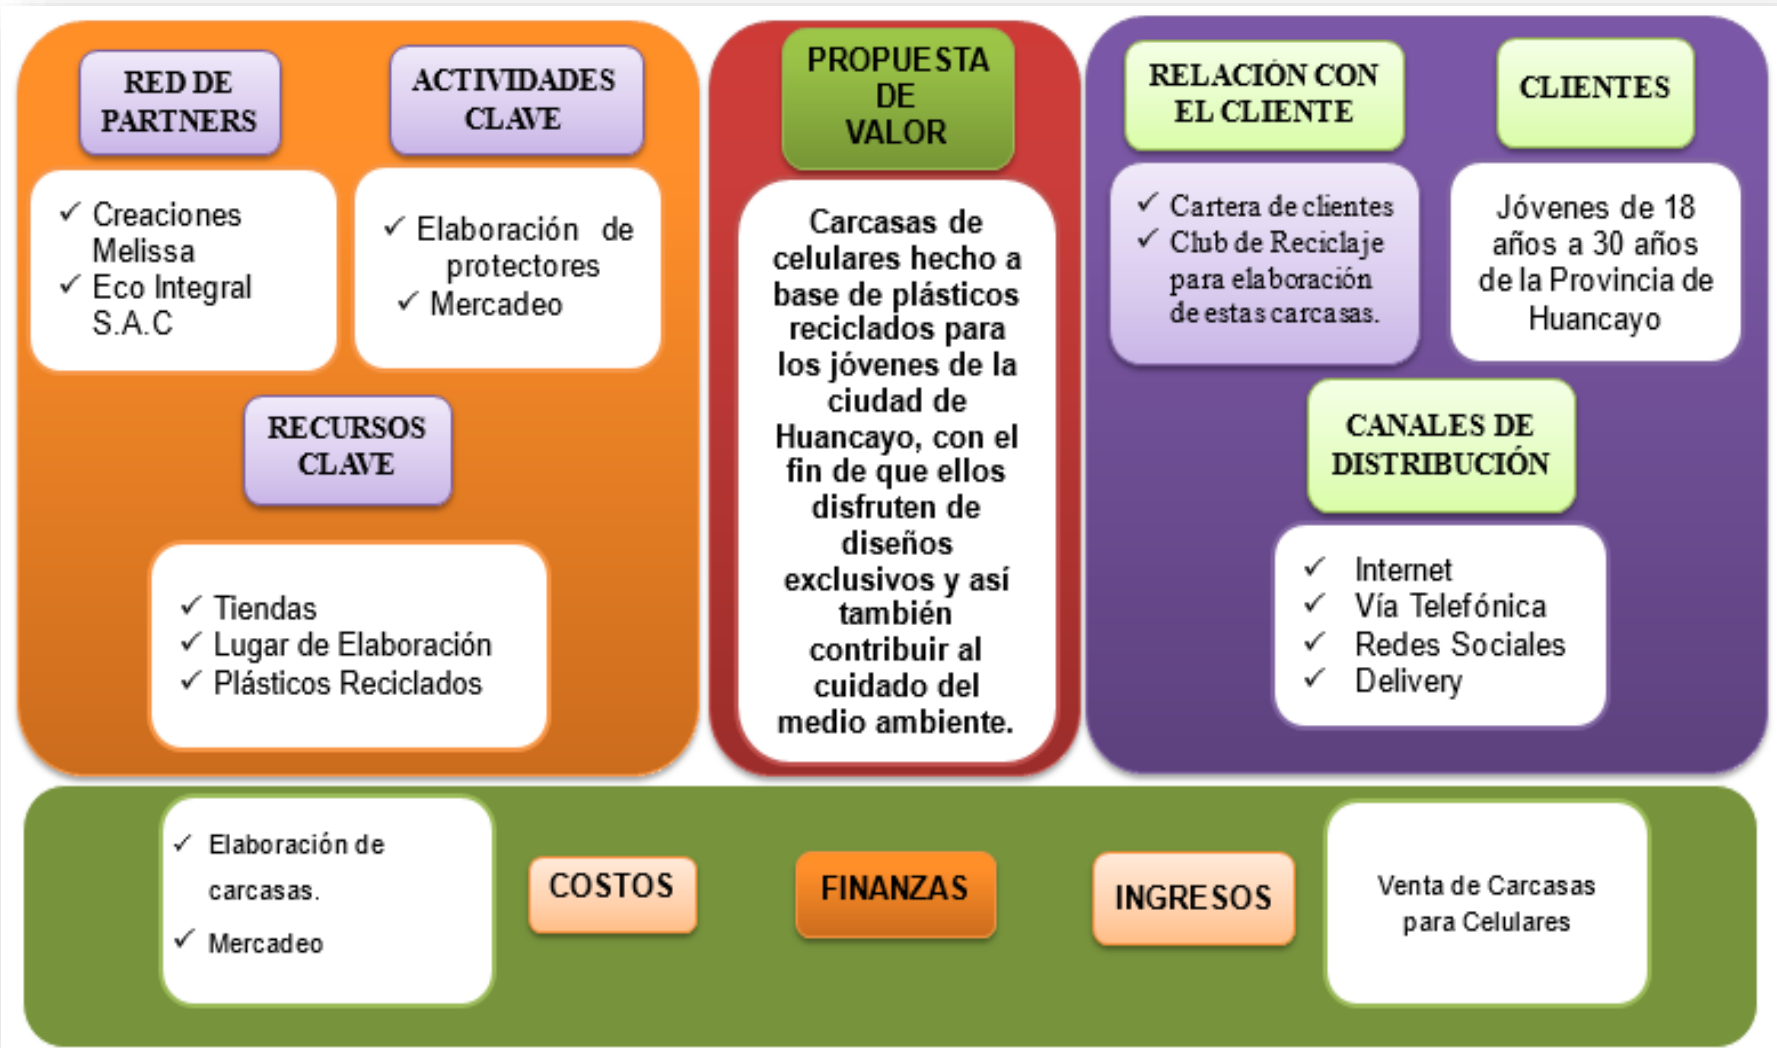 RED DE
PARTNERS
✓ Creaciones
Melissa
✓ Eco Integral
S.A.C
ACTIVIDADES
CLAVE
✓ Elaboración de
protectores
✓ Mercadeo
RECURSOS
CLAVE
✓ Tiendas
✓ Lugar de Elaboración
✓ Plásticos Reciclados
PROPUESTA
DE
VALOR
Carcasas de
celulares hecho a
base de plásticos
reciclados para
los jóvenes de la
ciudad de
Huancayo, con el
fin de que ellos
disfruten de
diseños
exclusivos y así
también
contribuir al
cuidado del
medio ambiente.
RELACIÓN CON
EL CLIENTE
✓ Cartera de clientes
✓ Club de Reciclaje
para elaboración
de estas carcasas.
CLIENTES
Jóvenes de 18
años a 30 años
de la Provincia de
Huancayo
CANALES DE
DISTRIBUCIÓN
✓ Internet
✓ Vía Telefónica
✓ Redes Sociales
✓ Delivery
✓ Elaboración de
carcasas.
✓ Mercadeo
COSTOS
FINANZAS
INGRESOS
Venta de Carcasas
para Celulares